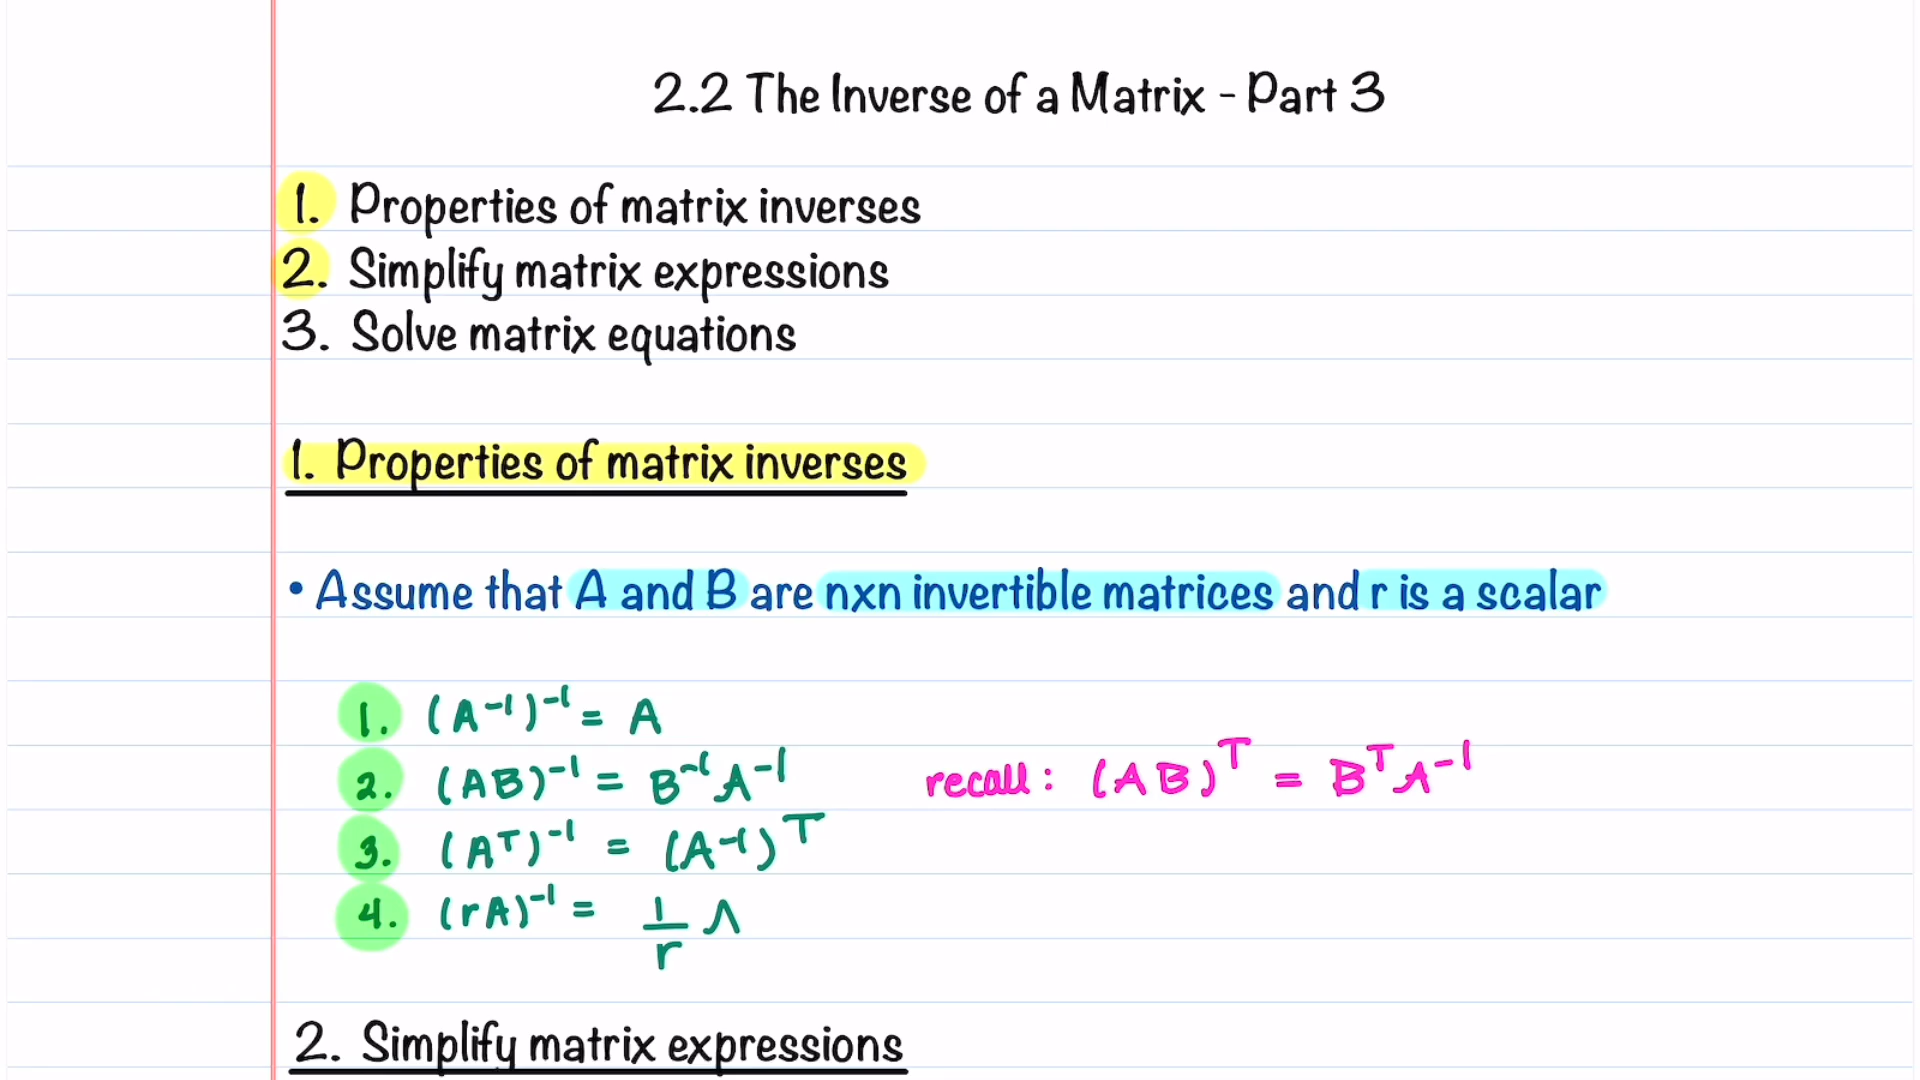 2.2 The Inverse of a Matrix - Part 3
1. Properties of matrix inverses
2. Simplify matrix expressions
3. Solve matrix equations
1. Properties of matrix inverses
• Assume that A and B are nxn invertible matrices and r is a scalar
1. (A⁻¹)⁻¹ = A
2. (AB)⁻¹ = B⁻¹A⁻¹ recall: (AB)ᵀ = BᵀA⁻¹
3. (Aᵀ)⁻¹ = (A⁻¹)ᵀ
4. (rA)⁻¹ = 1/r Λ
2. Simplify matrix expressions